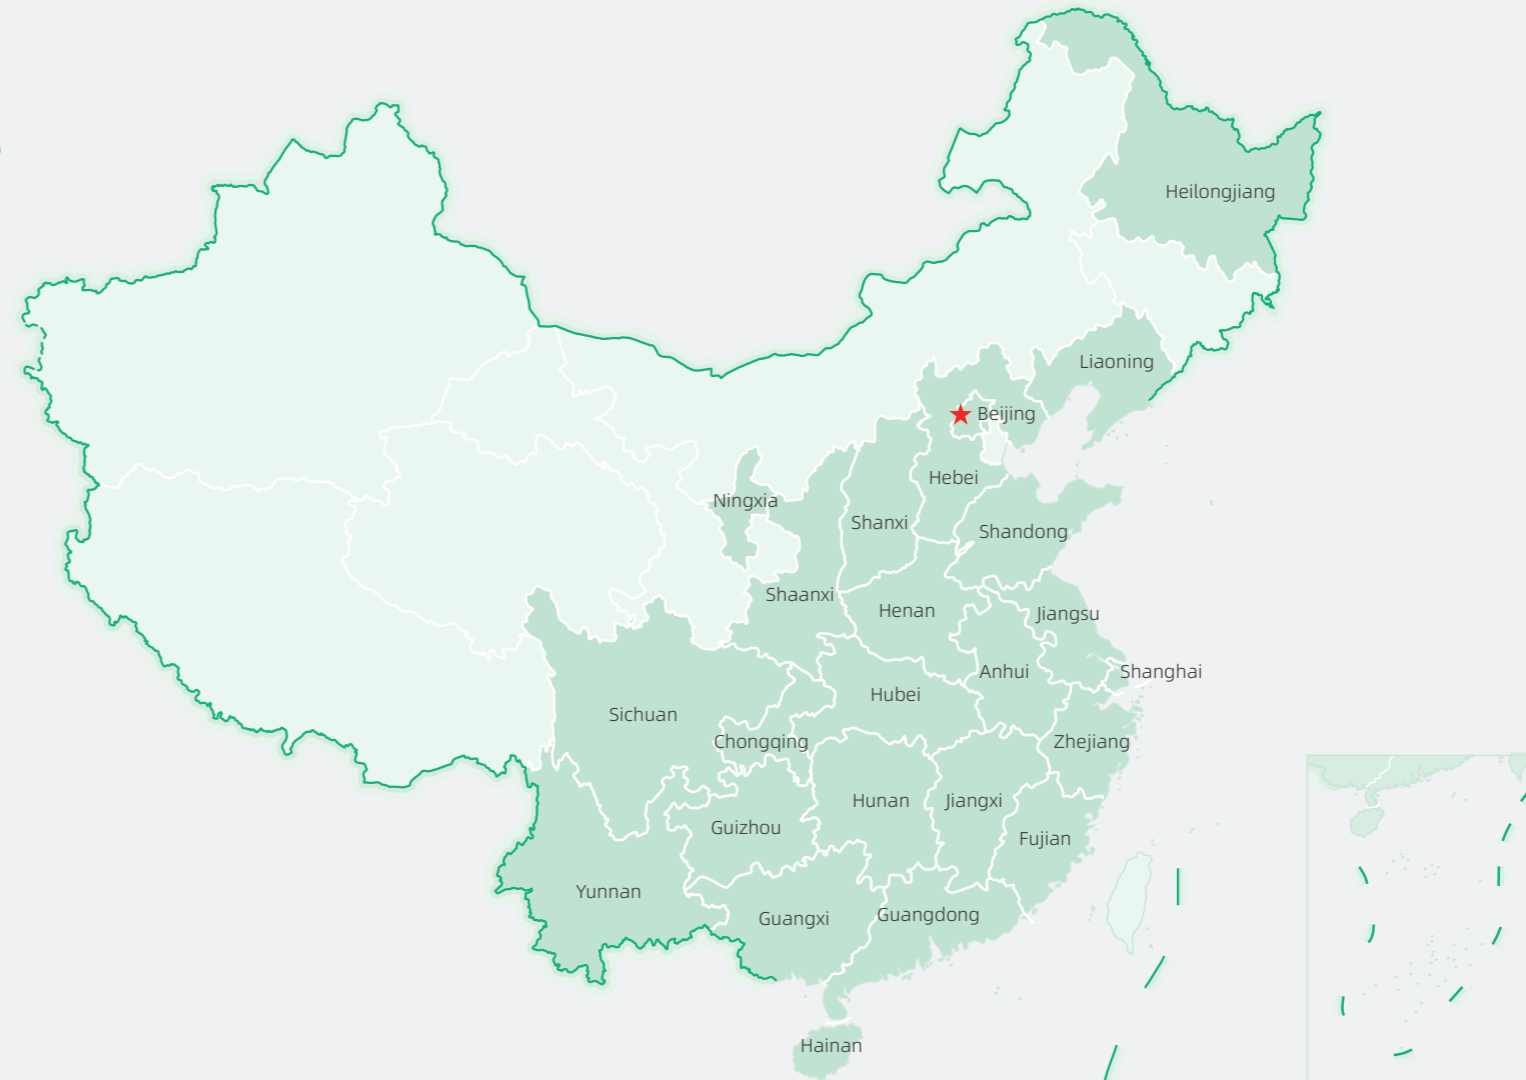 Heilongjiang
Liaoning
Beijing
Hebei
Ningxia
Shanxi
Shandong
Shaanxi
Henan
Jiangsu
Anhui
Shanghai
Hubei
Sichuan
Chongqing
Zhejiang
Hunan
Jiangxi
Guizhou
Fujian
Yunnan
Guangxi
Guangdong
Hainan